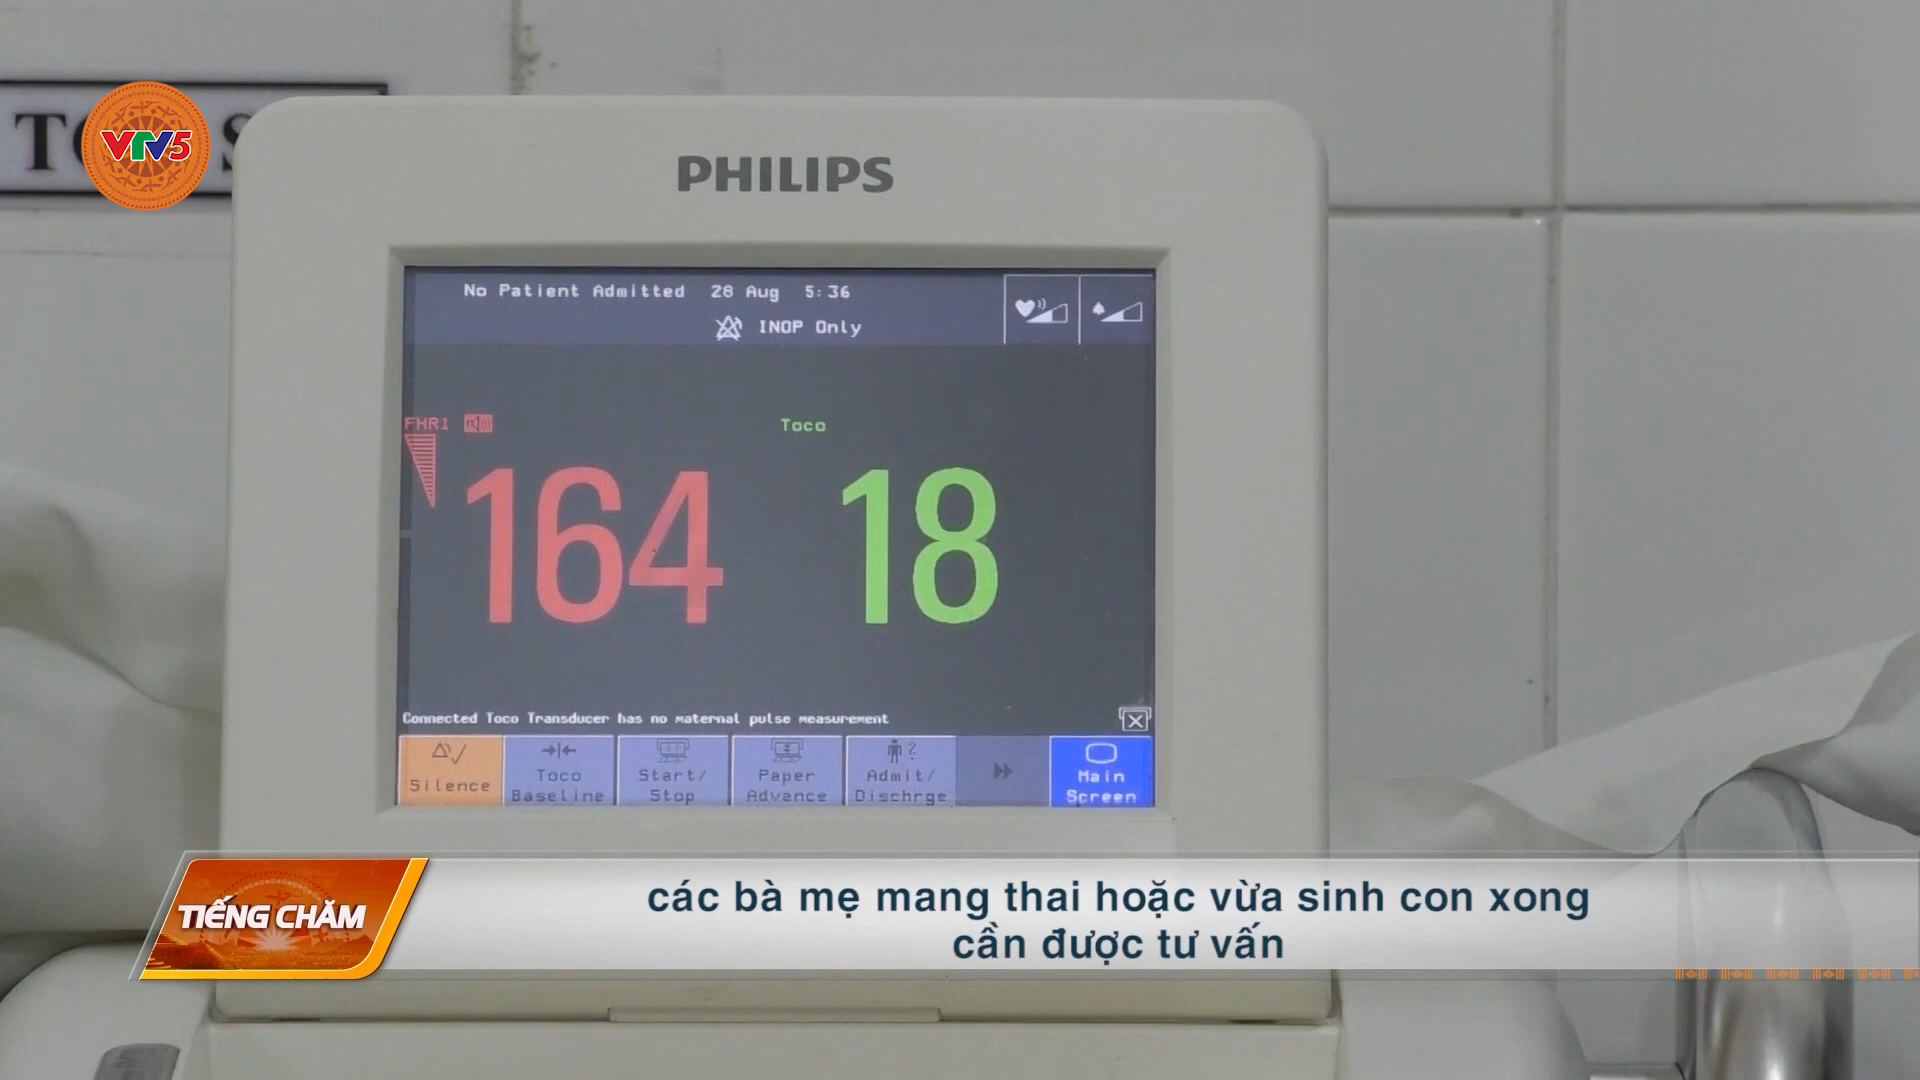 VTV5
PHILIPS
No Patient Admitted 28 Aug 5:36
INOP Only
FHR1
Toco
164 18
Connected Toco Transducer has no maternal pulse measurement
Silence
Toco
Baseline
Start/
Stop
Paper
Advance
Admit/
Dischrge
Main
Screen
TIẾNG CHĂM
các bà mẹ mang thai hoặc vừa sinh con xong
cần được tư vấn